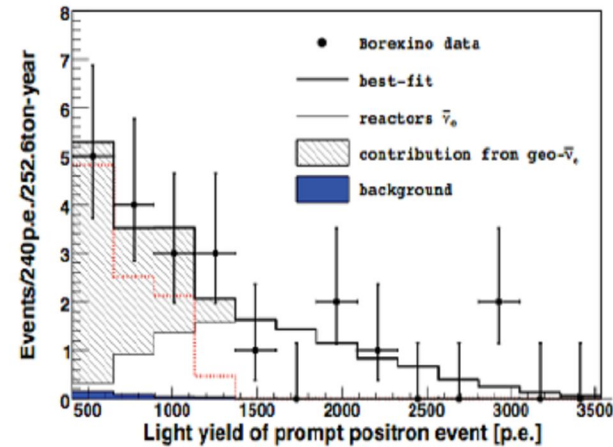 8
7
6
5
4
3
2
1
0
Events/240p.e./252.6ton-year
Borexino data
best-fit
reactors ν̅e
contribution from geo-ν̅e
background
500 1000 1500 2000 2500 3000 3500
Light yield of prompt positron event [p.e.]